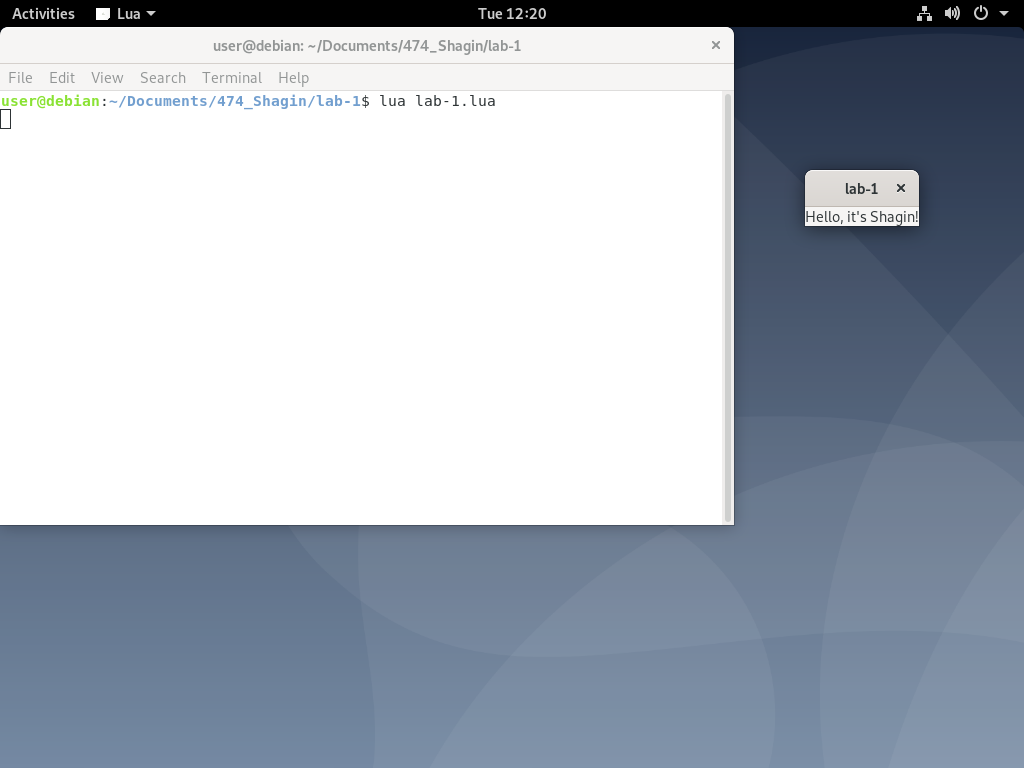 Activities Lua Tue 12:20
user@debian: ~/Documents/474_Shagin/lab-1
File Edit View Search Terminal Help
user@debian:~/Documents/474_Shagin/lab-1$ lua lab-1.lua
lab-1
Hello, it's Shagin!